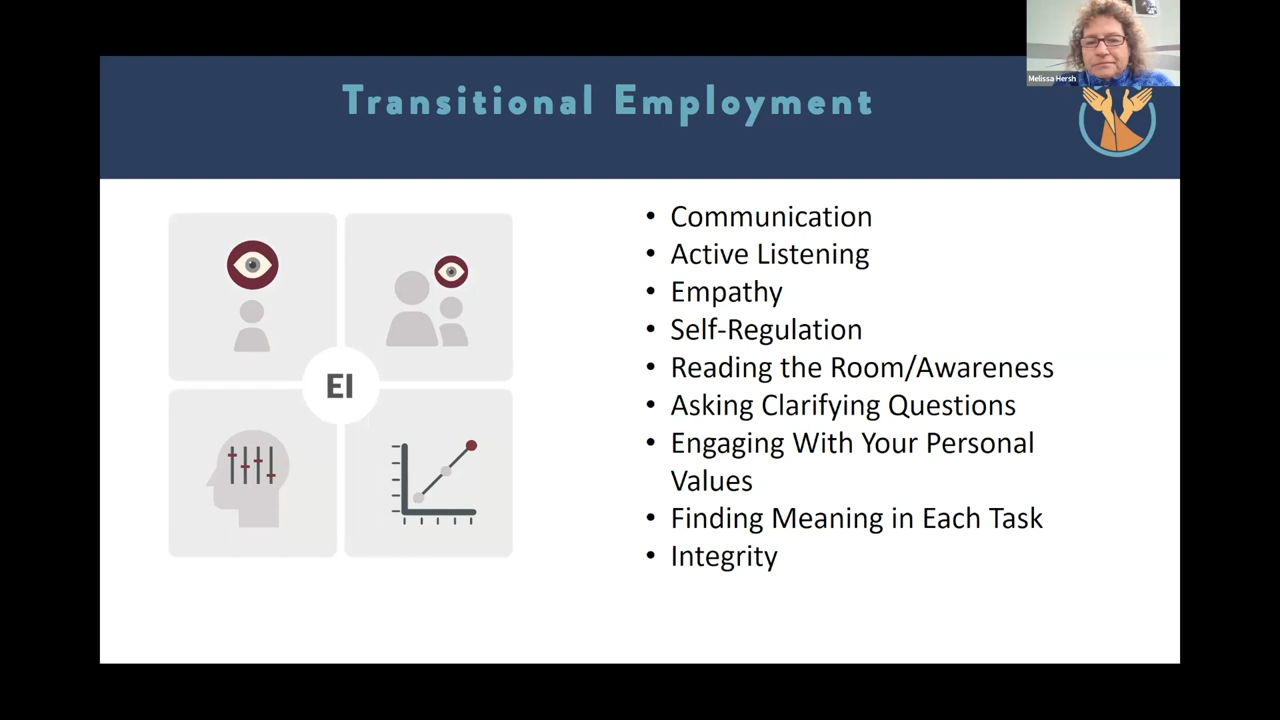 Melissa Hersh
Transitional Employment
EI
• Communication
• Active Listening
• Empathy
• Self-Regulation
• Reading the Room/Awareness
• Asking Clarifying Questions
• Engaging With Your Personal
Values
• Finding Meaning in Each Task
• Integrity